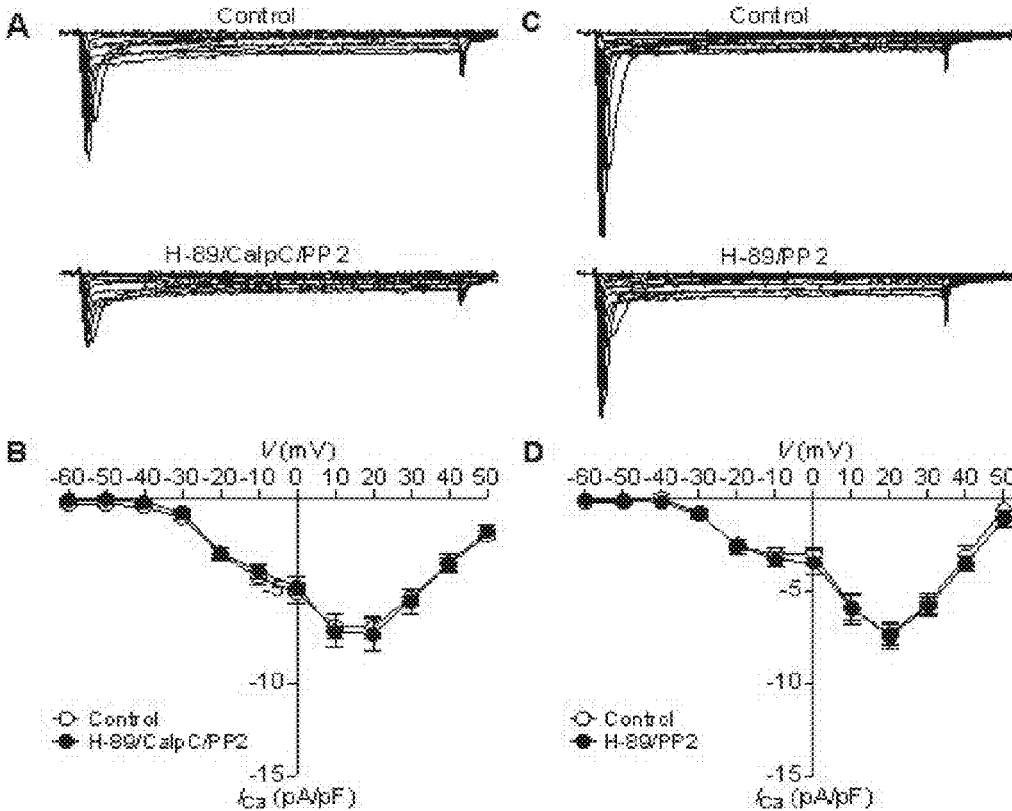 A
Control
C
Control
H-89/CalpC/PP2
H-89/PP2
B
V (mV)
-60 -50 -40 -30 -20 -10 0 10 20 30 40 50
-5
-10
-15
Control
H-89/CalpC/PP2
ICa (pA/pF)
D
V (mV)
-60 -50 -40 -30 -20 -10 0 10 20 30 40 50
-5
-10
-15
Control
H-89/PP2
ICa (pA/pF)